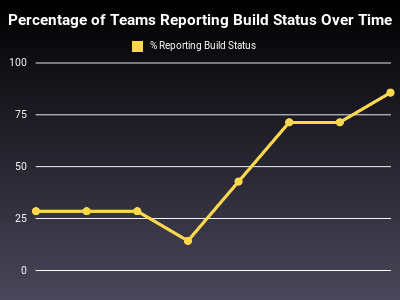 Percentage of Teams Reporting Build Status Over Time
% Reporting Build Status
100
75
50
25
0